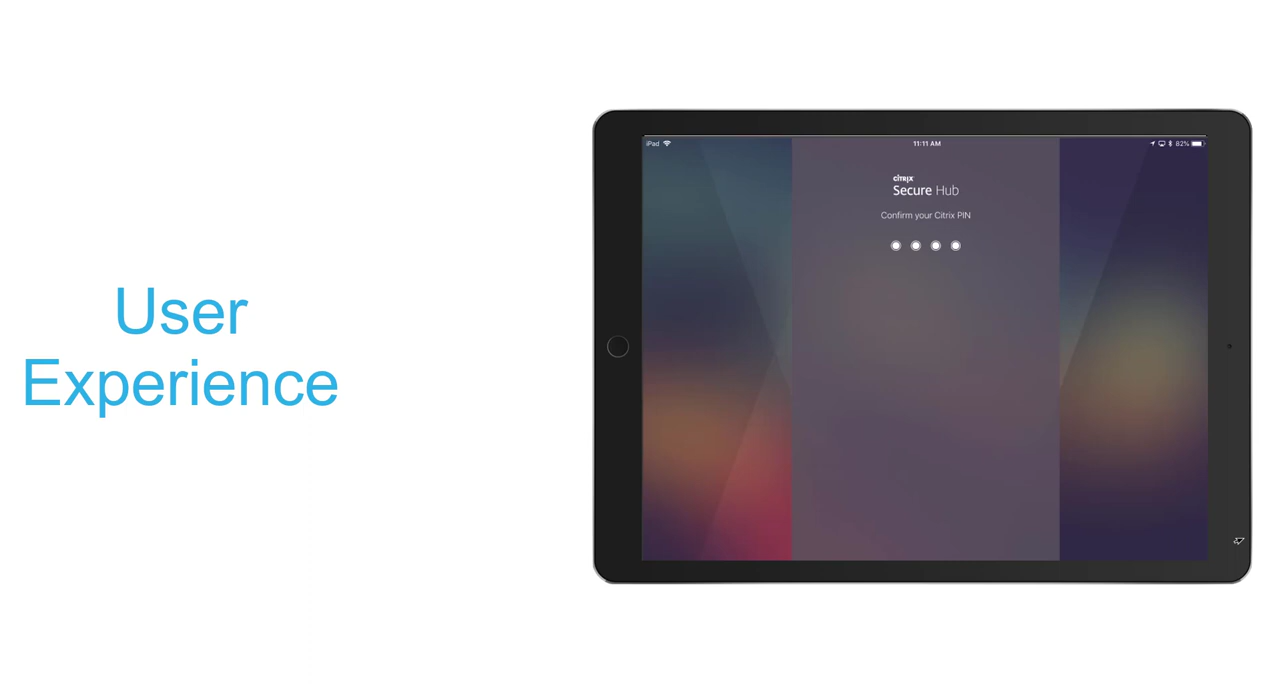 User
Experience
iPad
11:11 AM
82%
citrix
Secure Hub
Confirm your Citrix PIN